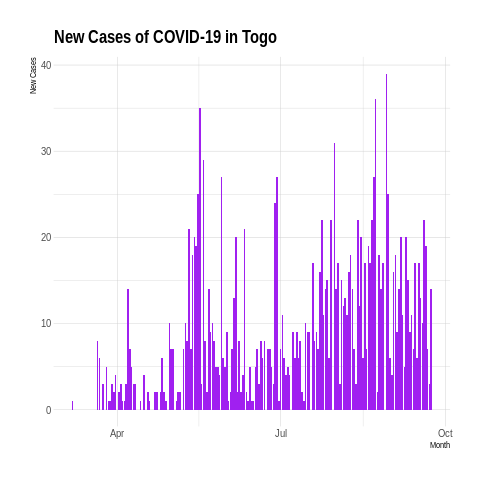 New Cases of COVID-19 in Togo
New Cases
40
30
20
10
0
Apr
Jul
Oct
Month